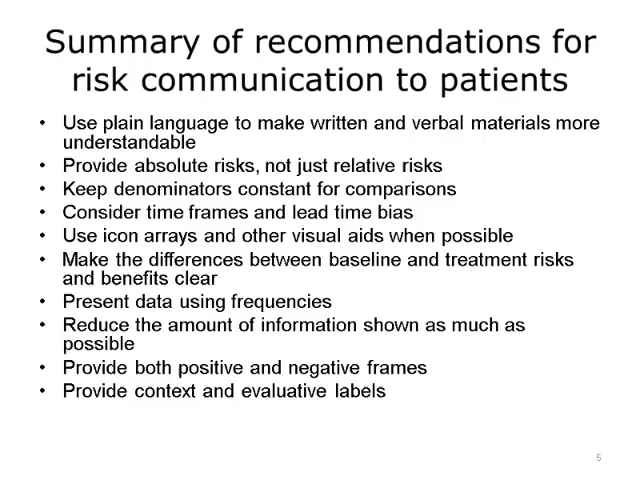 Summary of recommendations for
risk communication to patients
• Use plain language to make written and verbal materials more
understandable
• Provide absolute risks, not just relative risks
• Keep denominators constant for comparisons
• Consider time frames and lead time bias
• Use icon arrays and other visual aids when possible
• Make the differences between baseline and treatment risks
and benefits clear
• Present data using frequencies
• Reduce the amount of information shown as much as
possible
• Provide both positive and negative frames
• Provide context and evaluative labels
5